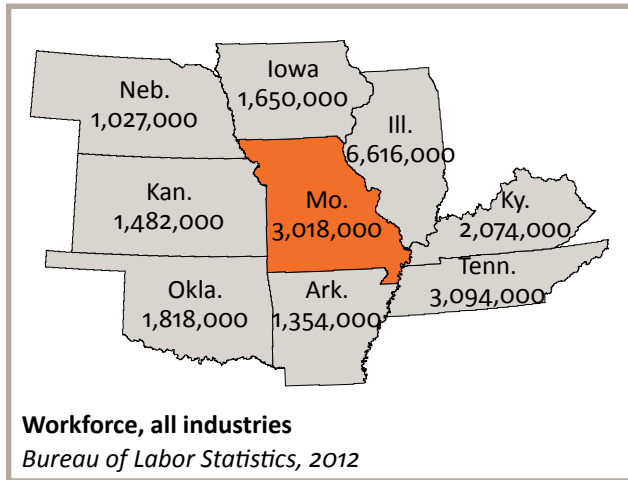 Iowa
1,650,000
Neb.
1,027,000
Ill.
6,616,000
Kan.
1,482,000
Mo.
3,018,000
Ky.
2,074,000
Tenn.
3,094,000
Okla.
1,818,000
Ark.
1,354,000
Workforce, all industries
Bureau of Labor Statistics, 2012